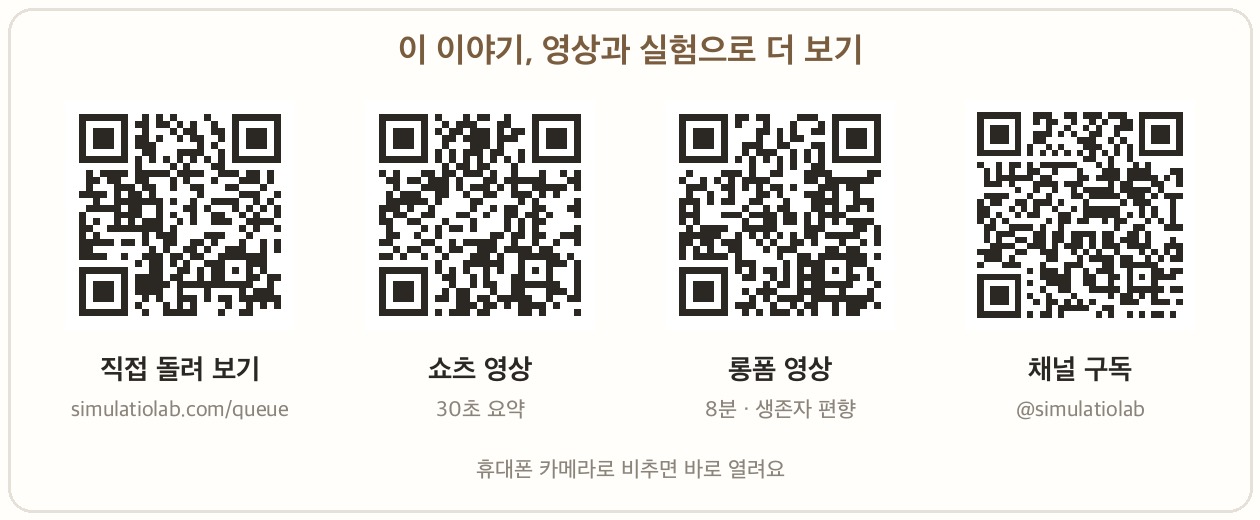 이 이야기, 영상과 실험으로 더 보기
직접 돌려 보기
simulatiolab.com/queue
쇼츠 영상
30초 요약
롱폼 영상
8분 · 생존자 편향
채널 구독
@simulatiolab
휴대폰 카메라로 비추면 바로 열려요